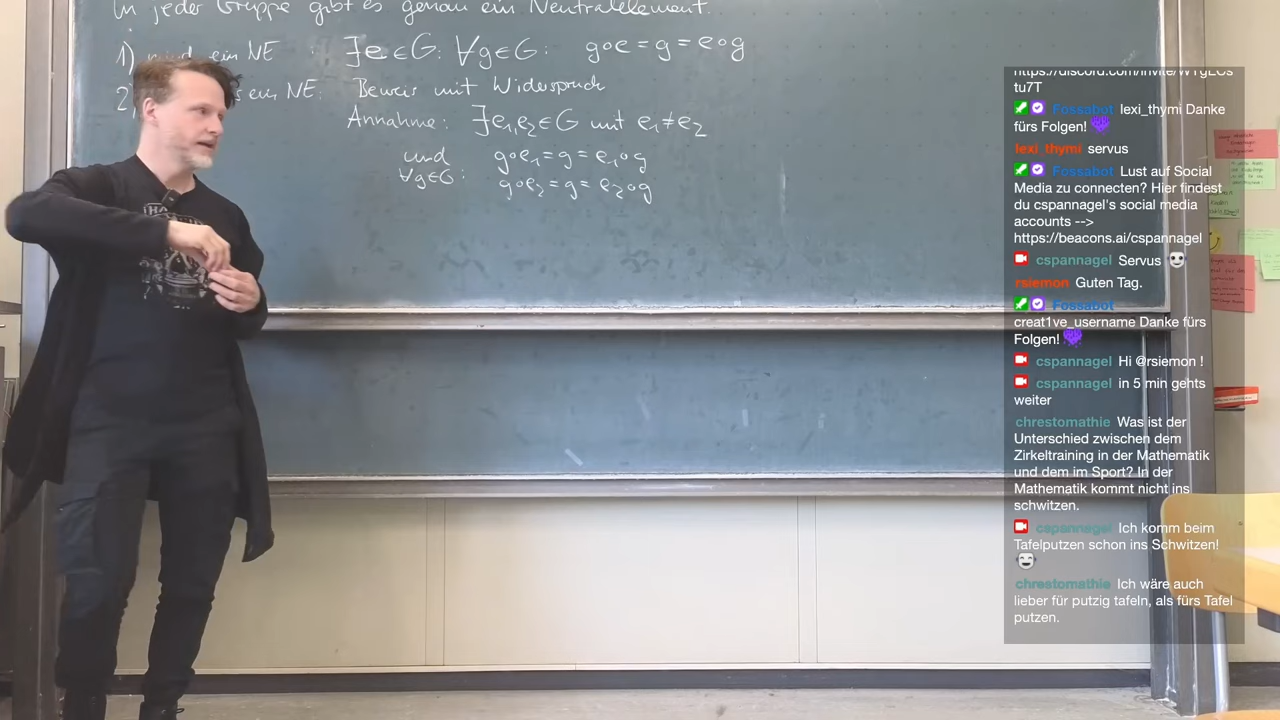 In jeder Gruppe gibt es genau ein Neutralelement.
1) ein NE : ∃e∈G: ∀g∈G: g∘e = g = e∘g
2) ein NE: Beweis mit Widerspruch
Annahme: ∃e₁,e₂∈G mit e₁≠e₂
und g∘e₁ = g = e₁∘g
∀g∈G: g∘e₂ = g = e₂∘g
https://discord.com/invite/WTgECs
tu7T
Fossabot lexi_thymi Danke
fürs Folgen!
lexi_thymi servus
Fossabot Lust auf Social
Media zu connecten? Hier findest
du cspannagel's social media
accounts -->
https://beacons.ai/cspannagel
cspannagel Servus
rsiemon Guten Tag.
Fossabot
creat1ve_username Danke fürs
Folgen!
cspannagel Hi @rsiemon !
cspannagel in 5 min gehts
weiter
chrestomathie Was ist der
Unterschied zwischen dem
Zirkeltraining in der Mathematik
und dem im Sport? In der
Mathematik kommt nicht ins
schwitzen.
cspannagel Ich komm beim
Tafelputzen schon ins Schwitzen!
chrestomathie Ich wäre auch
lieber für putzig tafeln, als fürs Tafel
putzen.